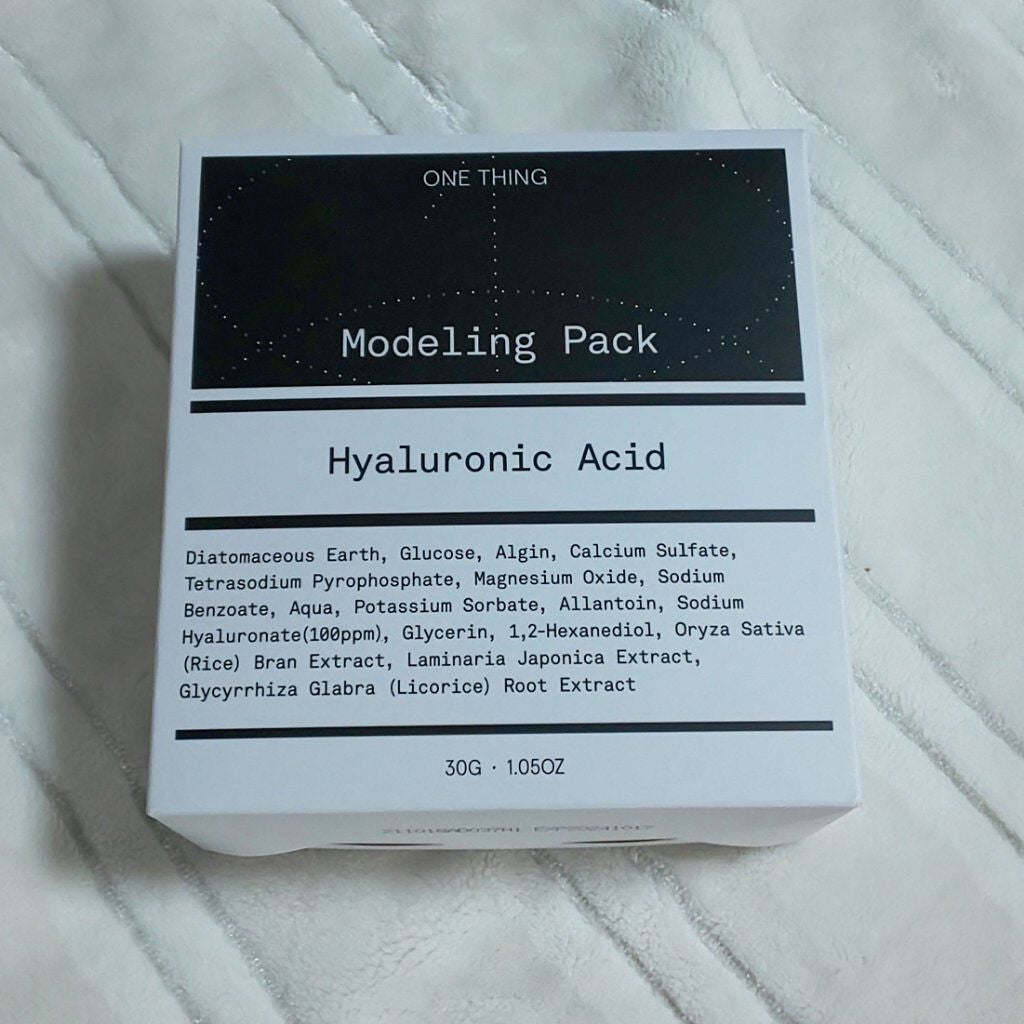 ONE THING
Modeling Pack
Hyaluronic Acid
Diatomaceous Earth, Glucose, Algin, Calcium Sulfate,
Tetrasodium Pyrophosphate, Magnesium Oxide, Sodium
Benzoate, Aqua, Potassium Sorbate, Allantoin, Sodium
Hyaluronate(100ppm), Glycerin, 1,2-Hexanediol, Oryza Sativa
(Rice) Bran Extract, Laminaria Japonica Extract,
Glycyrrhiza Glabra (Licorice) Root Extract
30G · 1.05OZ